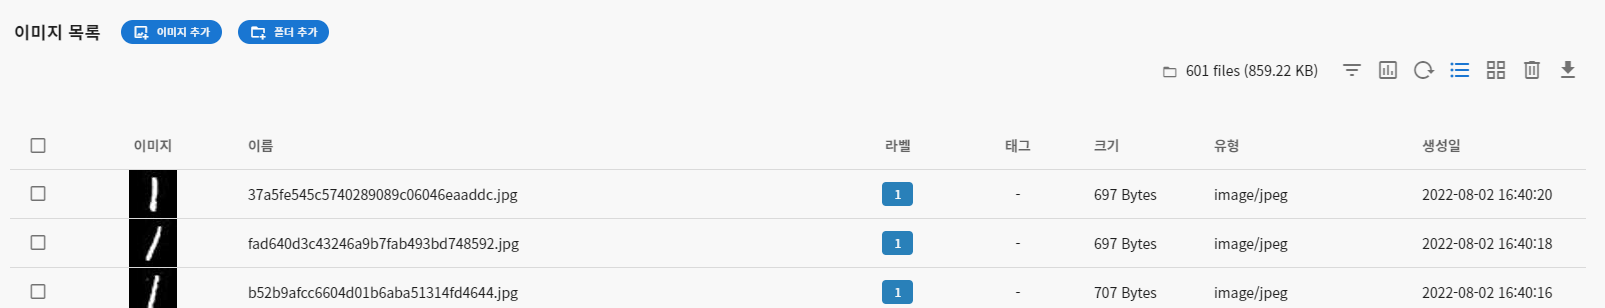 이미지 목록 이미지 추가 폴더 추가
601 files (859.22 KB)
이미지 이름 라벨 태그 크기 유형 생성일
37a5fe545c5740289089c06046eaaddc.jpg 1 - 697 Bytes image/jpeg 2022-08-02 16:40:20
fad640d3c43246a9b7fab493bd748592.jpg 1 - 697 Bytes image/jpeg 2022-08-02 16:40:18
b52b9afcc6604d01b6aba51314fd4644.jpg 1 - 707 Bytes image/jpeg 2022-08-02 16:40:16